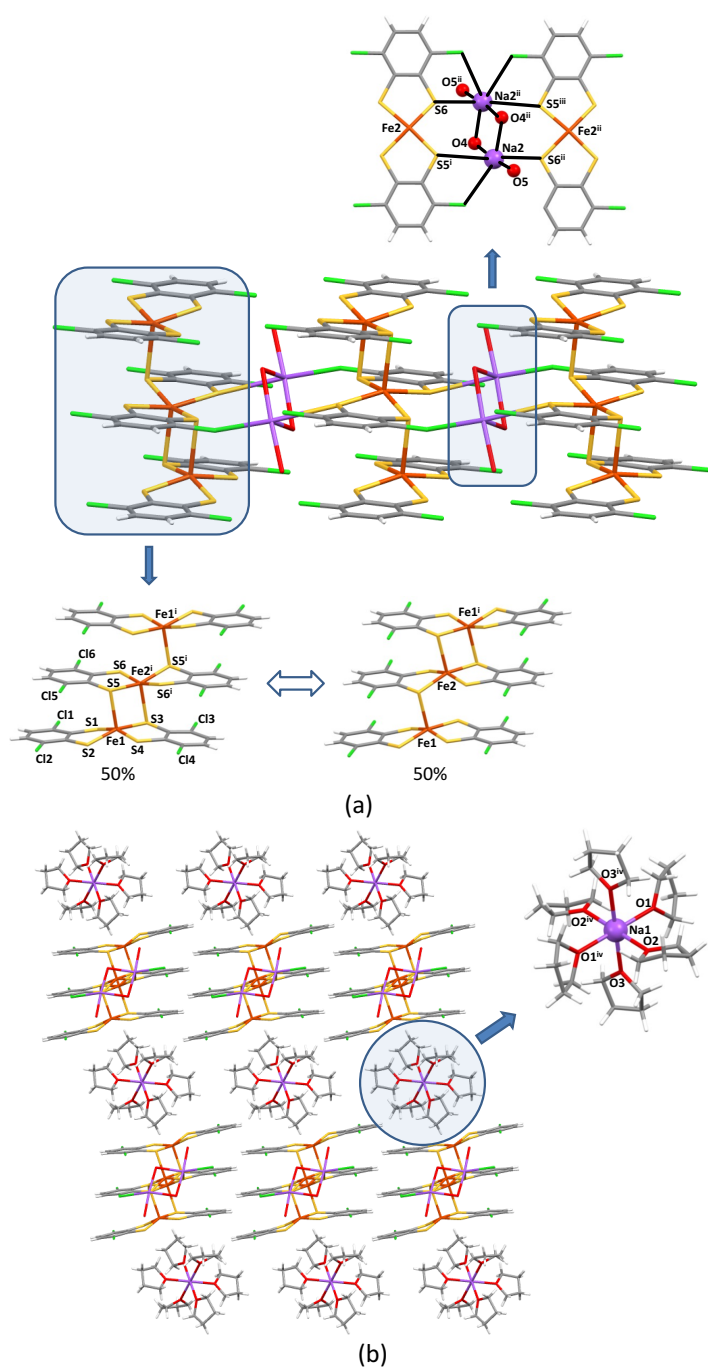 O5ⁱⁱ
Na2ⁱⁱ
S6
S5ⁱⁱⁱ
Fe2
O4ⁱⁱ
Fe2ⁱⁱ
O4
Na2
S5ⁱ
S6ⁱⁱ
O5
Fe1ⁱ
Fe1ⁱ
Cl6
S6
Fe2ⁱ
S5ⁱ
Cl5
S5
S6ⁱ
Fe2
Cl1
S1
S3
Cl3
Cl2
S2
Fe1
S4
Cl4
Fe1
50%
50%
(a)
O3ⁱᵛ
O1
O2ⁱᵛ
Na1
O1ⁱᵛ
O2
O3
(b)